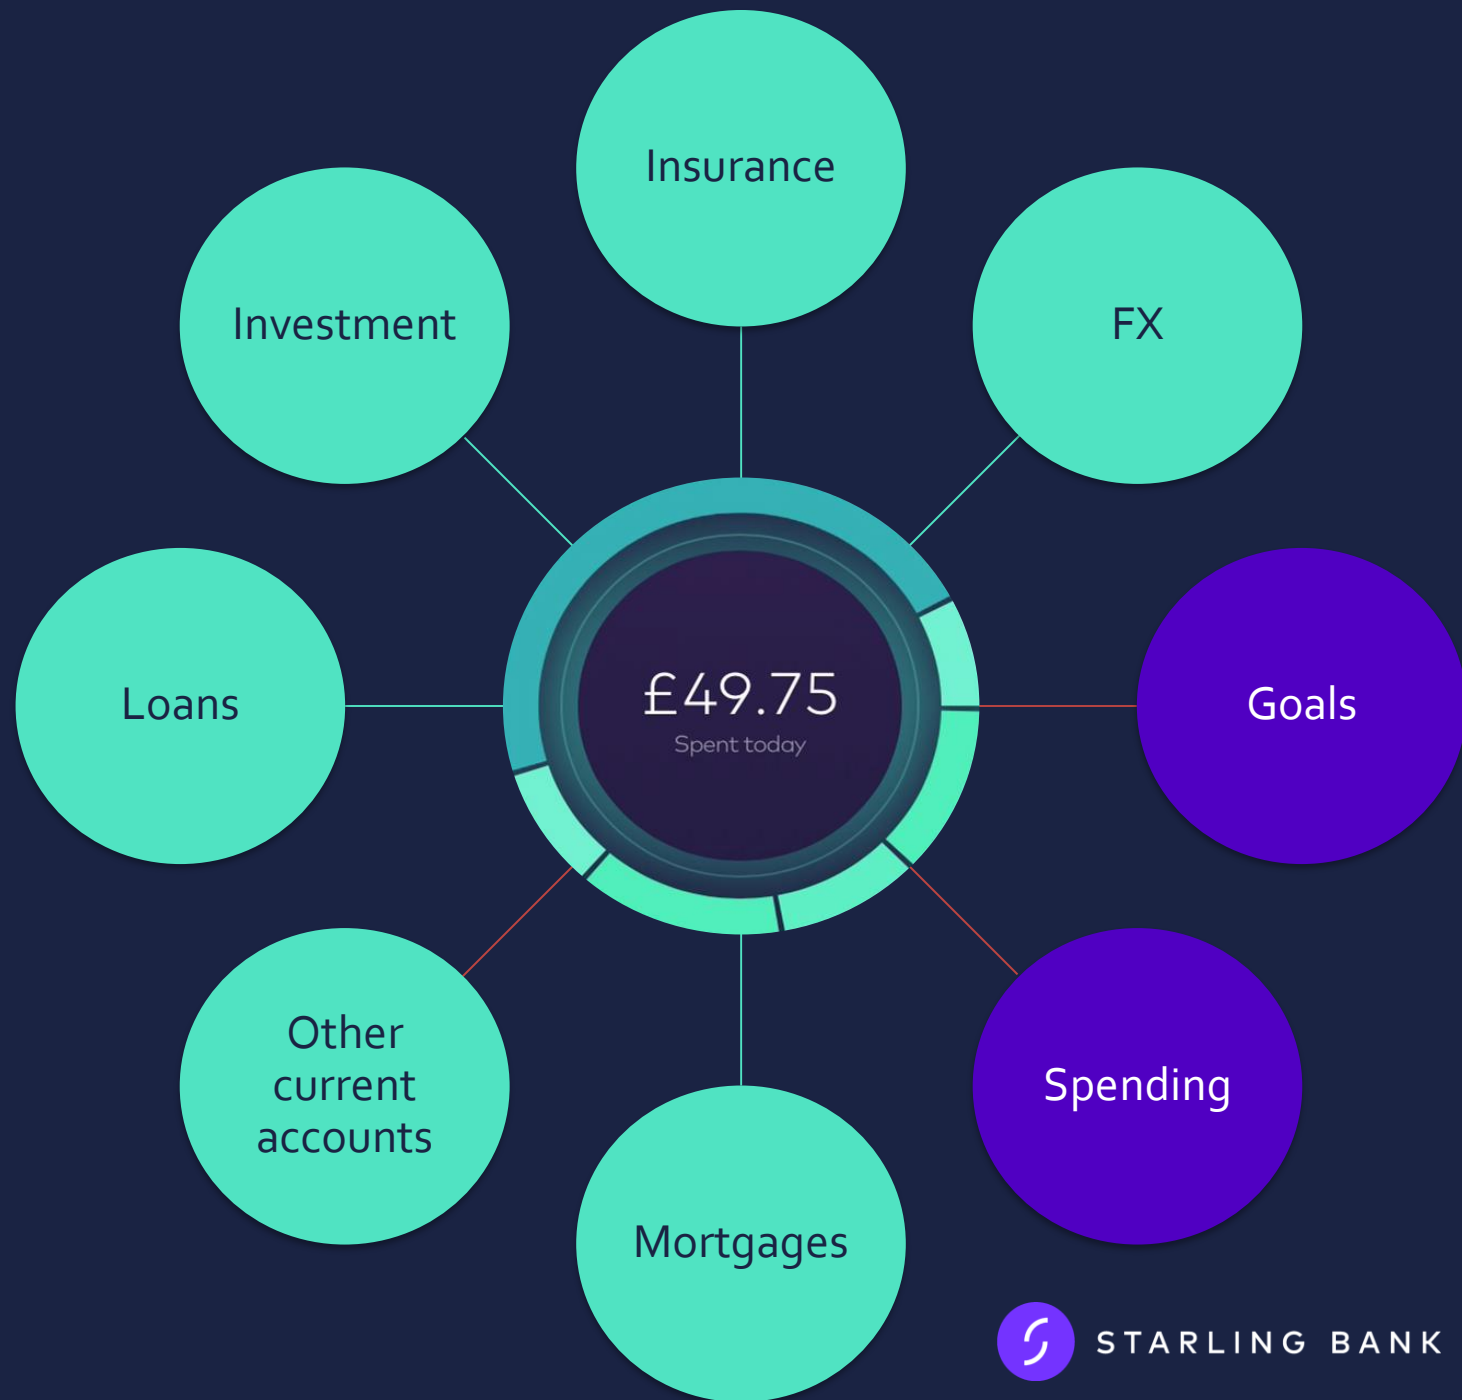 Insurance
Investment
FX
Loans
£49.75
Spent today
Goals
Other
current
accounts
Spending
Mortgages
STARLING BANK